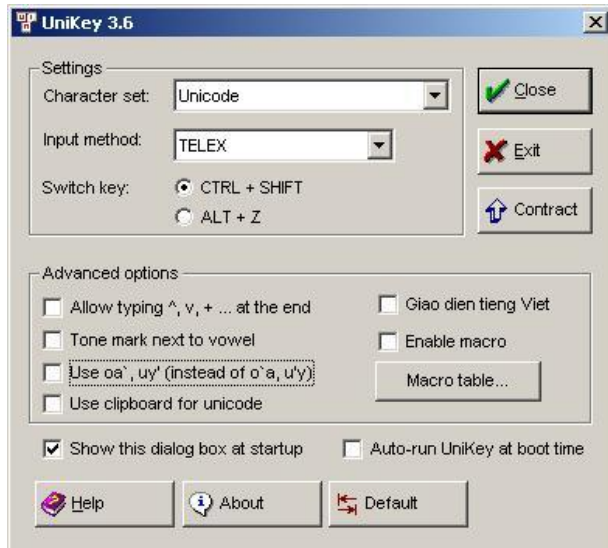 UniKey 3.6
Settings
Character set: Unicode
Close
Input method: TELEX
Exit
Switch key: CTRL + SHIFT
ALT + Z
Contract
Advanced options
Allow typing ^, v, + ... at the end
Giao dien tieng Viet
Tone mark next to vowel
Enable macro
Use oa`, uy' (instead of o`a, u'y)
Macro table...
Use clipboard for unicode
Show this dialog box at startup
Auto-run UniKey at boot time
Help
About
Default